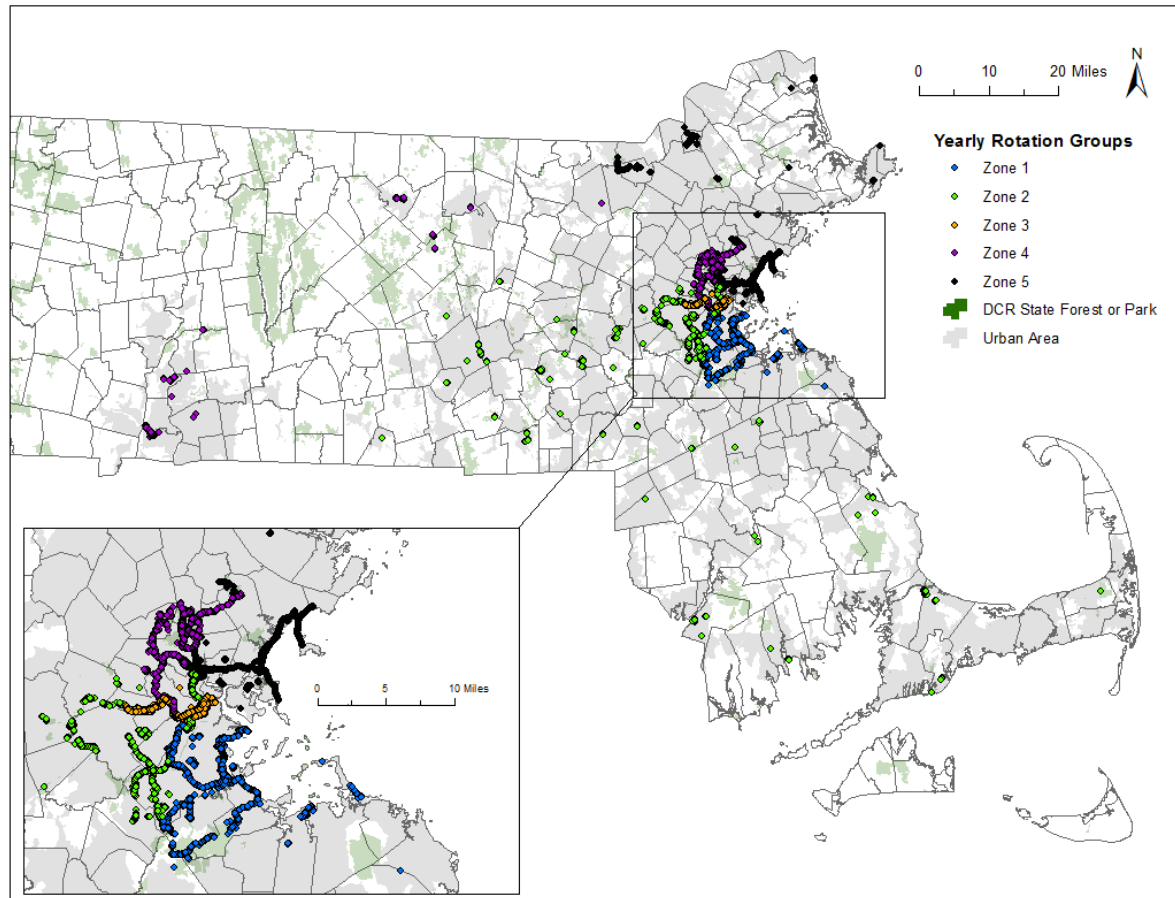 N
0 10 20 Miles
Yearly Rotation Groups
Zone 1
Zone 2
Zone 3
Zone 4
Zone 5
DCR State Forest or Park
Urban Area
0 5 10 Miles